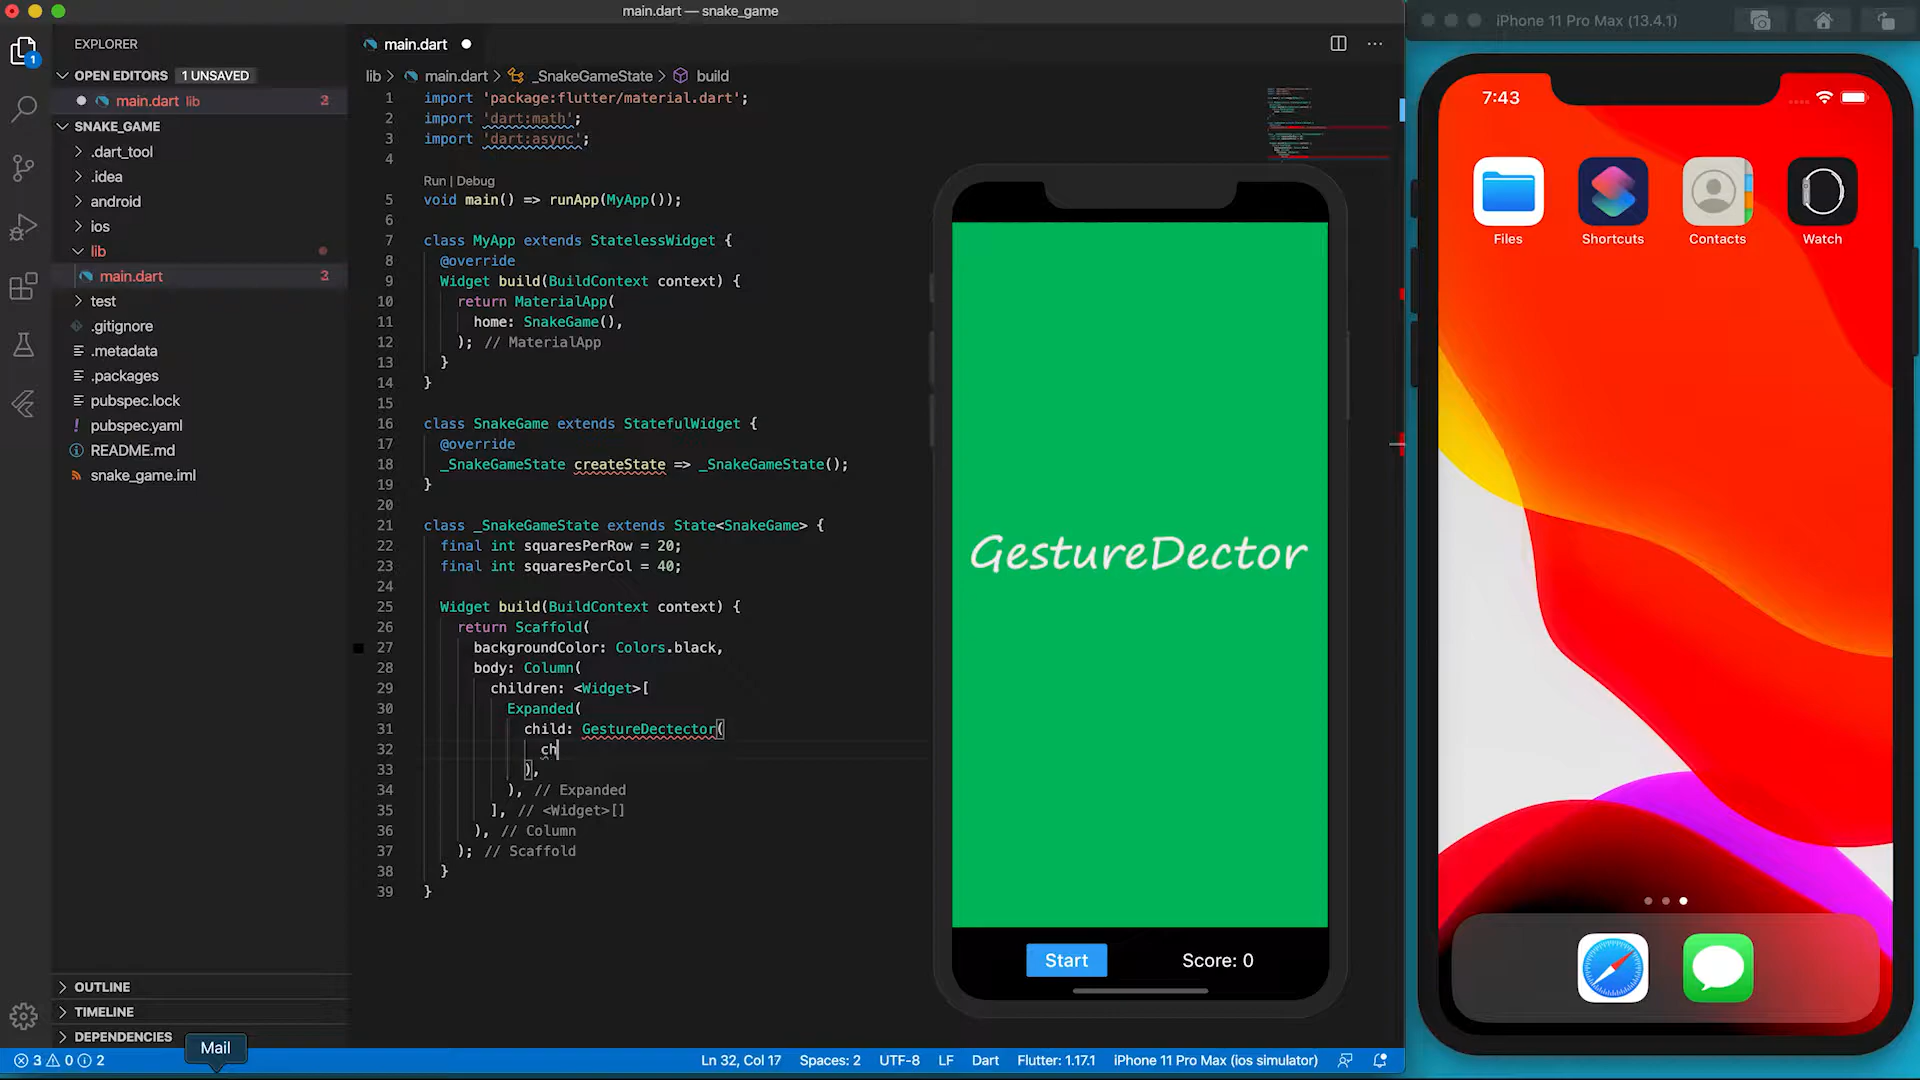 main.dart — snake_game
iPhone 11 Pro Max (13.4.1)
1
EXPLORER
OPEN EDITORS 1 UNSAVED
main.dart lib 3
SNAKE_GAME
.dart_tool
.idea
android
ios
lib
main.dart 3
test
.gitignore
.metadata
.packages
pubspec.lock
pubspec.yaml
README.md
snake_game.iml
OUTLINE
TIMELINE
DEPENDENCIES
Mail
main.dart
lib > main.dart > _SnakeGameState > build
1 import 'package:flutter/material.dart';
2 import 'dart:math';
3 import 'dart:async';
4
Run | Debug
5 void main() => runApp(MyApp());
6
7 class MyApp extends StatelessWidget {
8 @override
9 Widget build(BuildContext context) {
10 return MaterialApp(
11 home: SnakeGame(),
12 ); // MaterialApp
13 }
14 }
15
16 class SnakeGame extends StatefulWidget {
17 @override
18 _SnakeGameState createState => _SnakeGameState();
19 }
20
21 class _SnakeGameState extends State<SnakeGame> {
22 final int squaresPerRow = 20;
23 final int squaresPerCol = 40;
24
25 Widget build(BuildContext context) {
26 return Scaffold(
27 backgroundColor: Colors.black,
28 body: Column(
29 children: <Widget>[
30 Expanded(
31 child: GestureDectector(
32 ch
33 ),
34 ), // Expanded
35 ], // <Widget>[]
36 ), // Column
37 ); // Scaffold
38 }
39 }
GestureDector
Start Score: 0
7:43
Files Shortcuts Contacts Watch
3 0 2 Ln 32, Col 17 Spaces: 2 UTF-8 LF Dart Flutter: 1.17.1 iPhone 11 Pro Max (ios simulator)